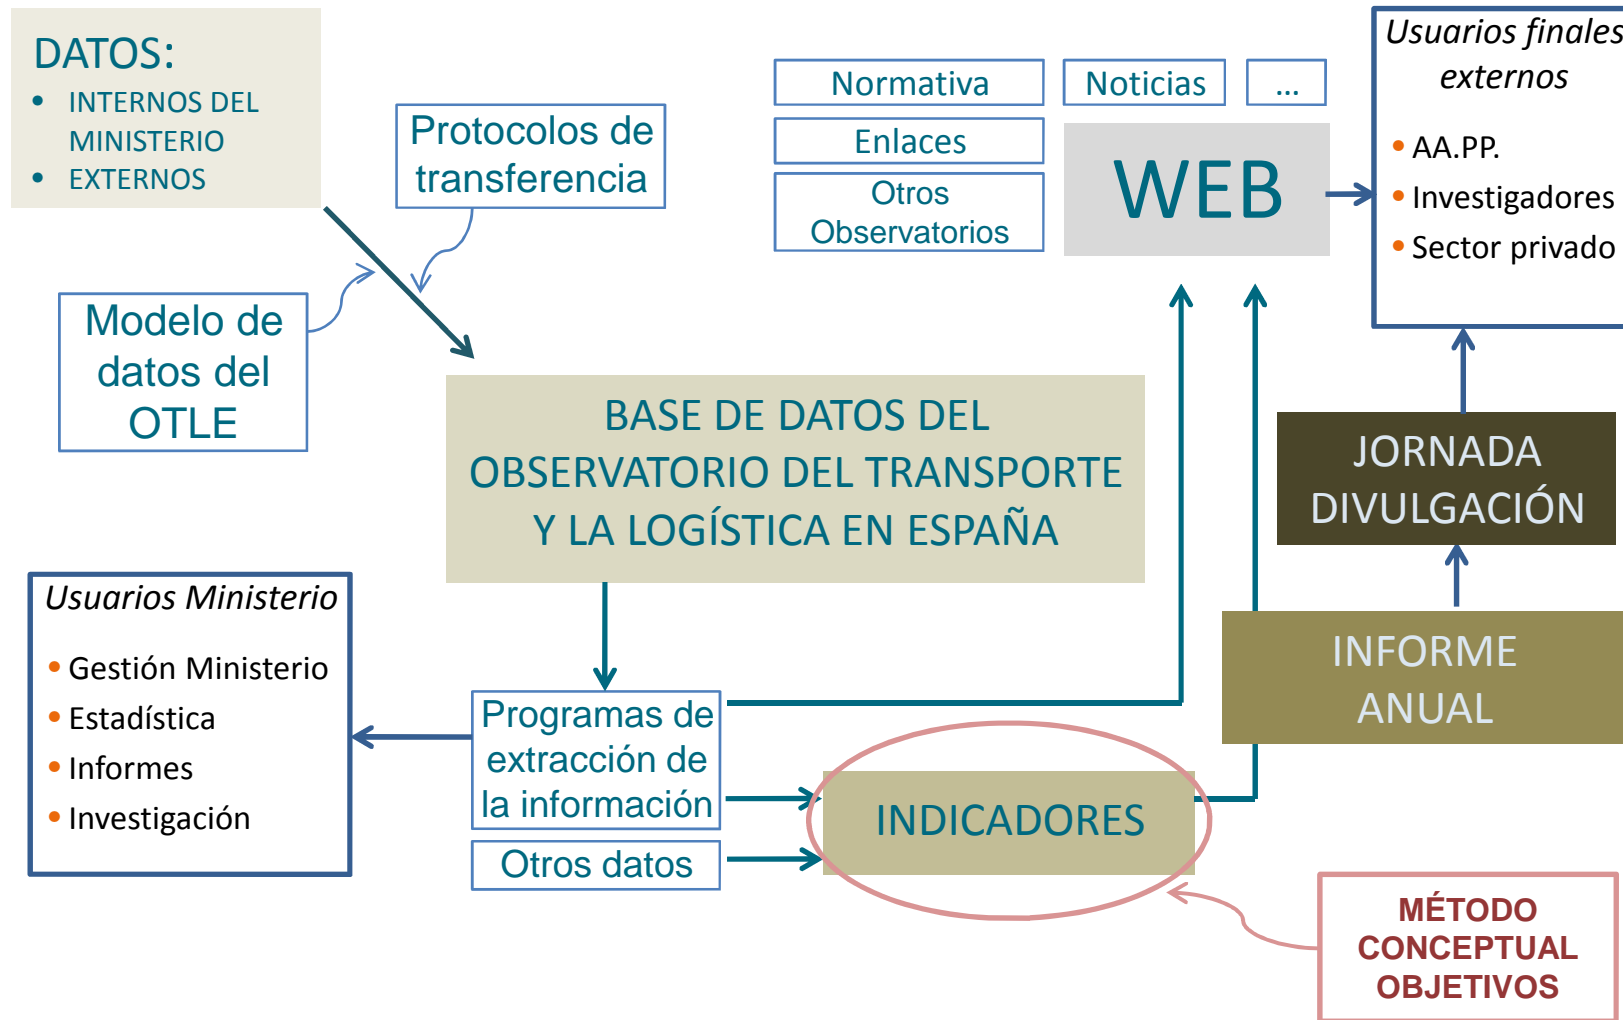 DATOS:
• INTERNOS DEL
MINISTERIO
• EXTERNOS
Protocolos de
transferencia
Modelo de
datos del
OTLE
Normativa
Noticias
...
Enlaces
Otros
Observatorios
WEB
Usuarios finales
externos
• AA.PP.
• Investigadores
• Sector privado
BASE DE DATOS DEL
OBSERVATORIO DEL TRANSPORTE
Y LA LOGÍSTICA EN ESPAÑA
JORNADA
DIVULGACIÓN
INFORME
ANUAL
Usuarios Ministerio
• Gestión Ministerio
• Estadística
• Informes
• Investigación
Programas de
extracción de
la información
Otros datos
INDICADORES
MÉTODO
CONCEPTUAL
OBJETIVOS